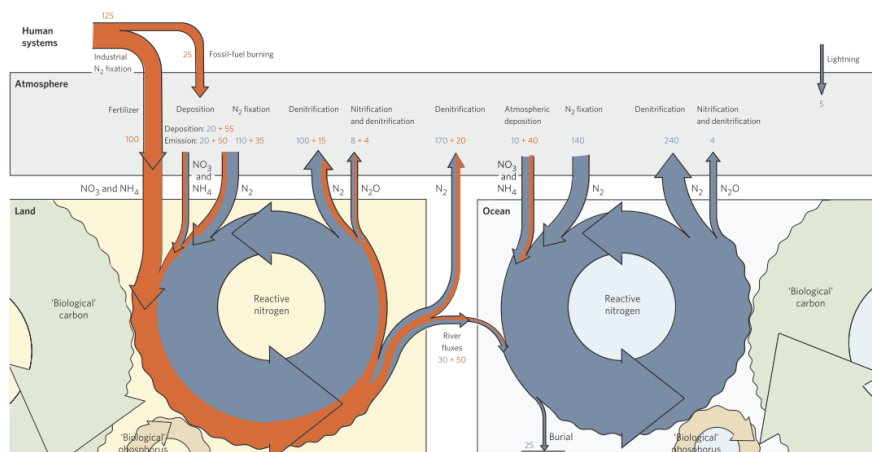 125
Human
systems
25
Fossil-fuel burning
Industrial
N₂ fixation
Lightning
Atmosphere
5
Fertilizer
Deposition
N₂ fixation
Denitrification
Nitrification
and denitrification
Denitrification
Atmospheric
deposition
N₂ fixation
Denitrification
Nitrification
and denitrification
Deposition: 20 + 55
100
Emission: 20 + 50
110 + 35
100 + 15
8 + 4
170 + 20
10 + 40
140
240
4
NO₃ and NH₄
NO₃
and
NH₄
N₂
N₂
N₂O
N₂
NO₃
and
NH₄
N₂
N₂
N₂O
Land
Ocean
'Biological'
carbon
Reactive
nitrogen
Reactive
nitrogen
'Biological'
carbon
River
fluxes
30 + 50
'Biological'
phosphorus
25
Burial
'Biological'
phosphorus